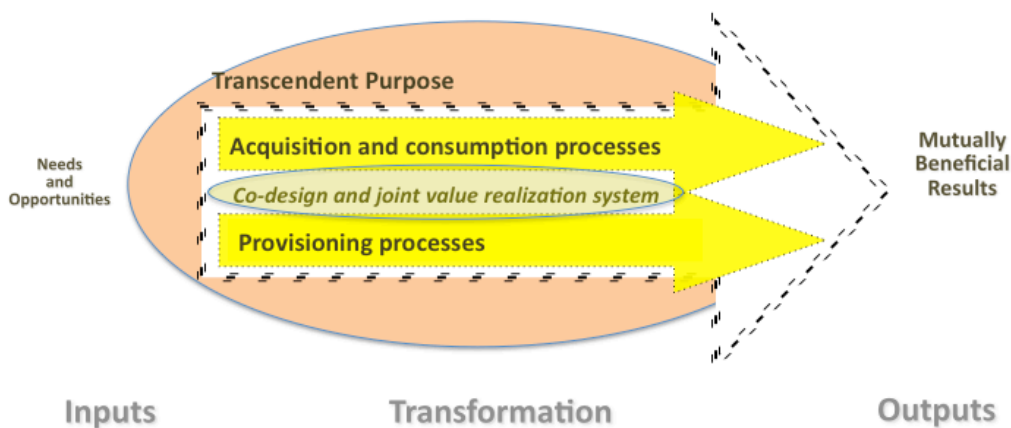 Transcendent Purpose
Acquisition and consumption processes
Needs
and
Opportunities
Co-design and joint value realization system
Provisioning processes
Mutually
Beneficial
Results
Inputs
Transformation
Outputs